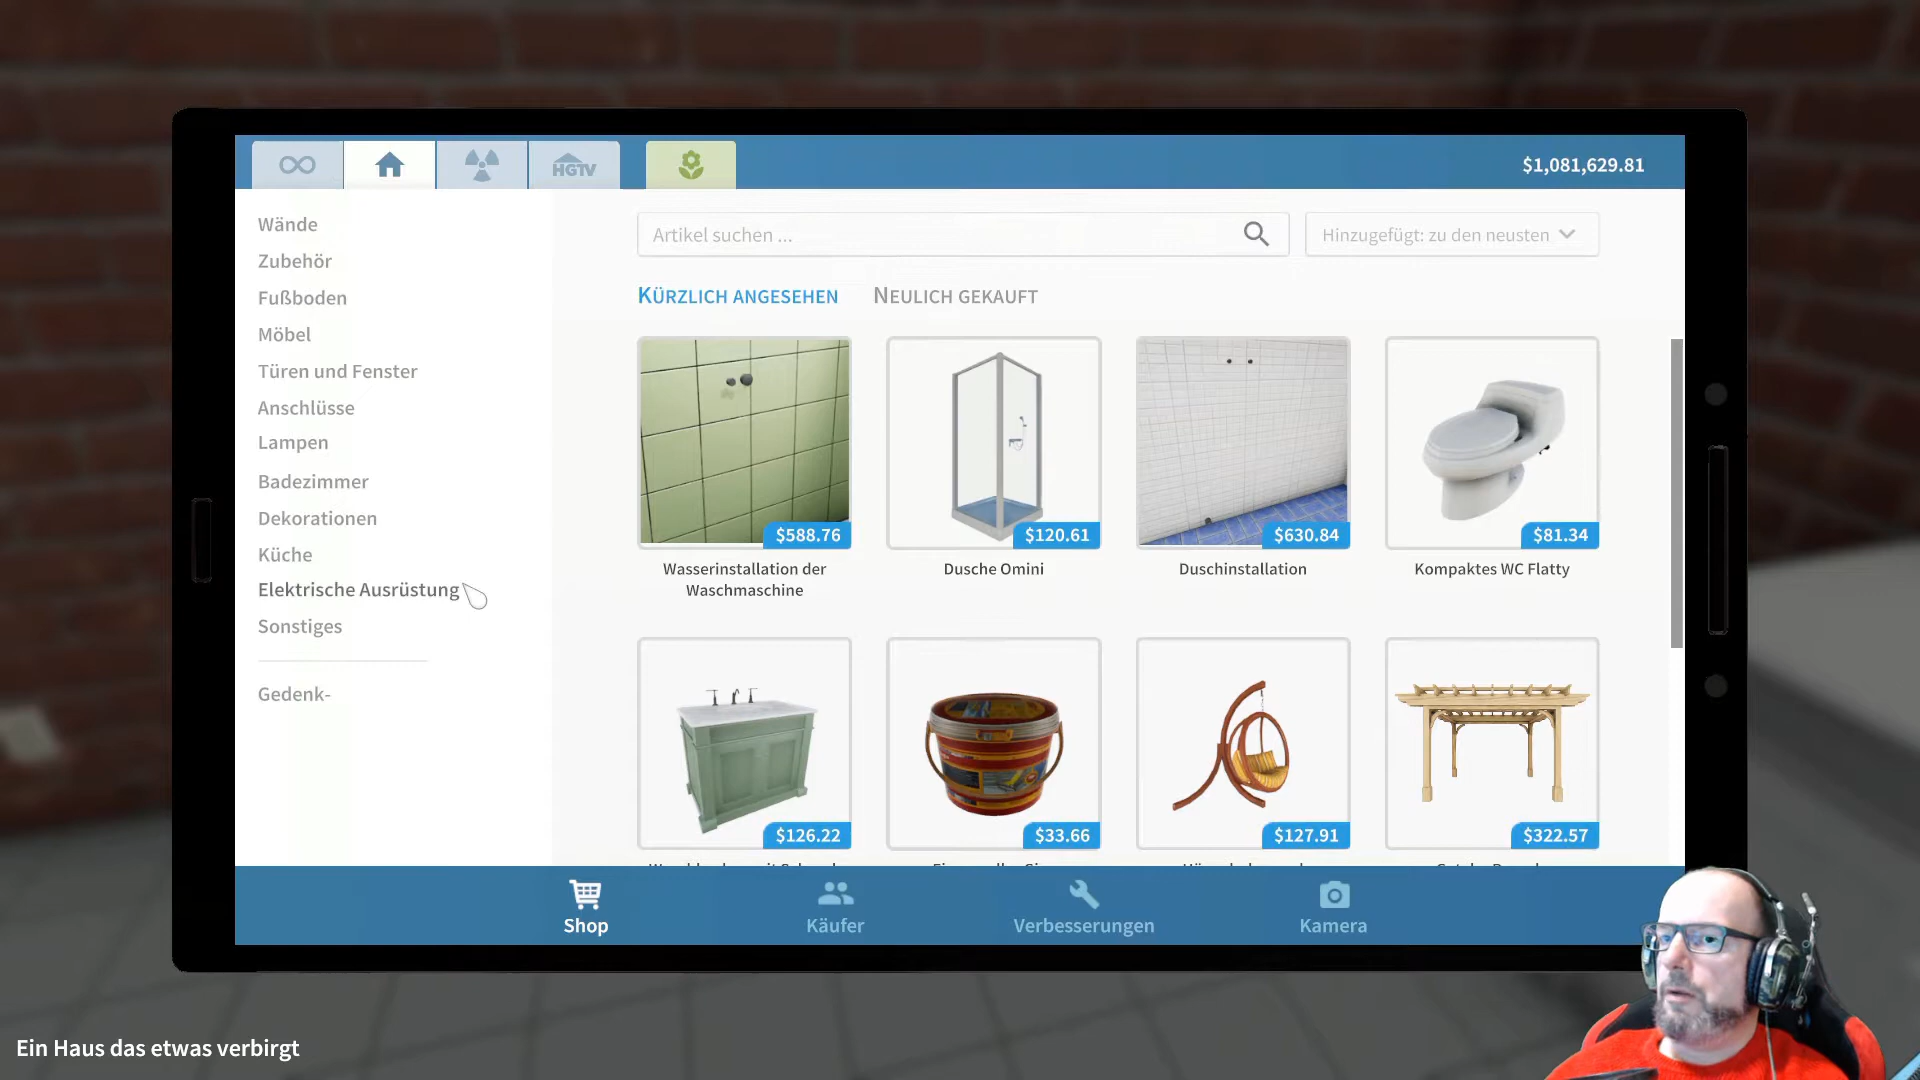 HGTV
$1,081,629.81
Wände
Zubehör
Fußboden
Möbel
Türen und Fenster
Anschlüsse
Lampen
Badezimmer
Dekorationen
Küche
Elektrische Ausrüstung
Sonstiges
Gedenk-
Artikel suchen ...
Hinzugefügt: zu den neusten
KÜRZLICH ANGESEHEN
NEULICH GEKAUFT
$588.76
$120.61
$630.84
$81.34
Wasserinstallation der
Waschmaschine
Dusche Omini
Duschinstallation
Kompaktes WC Flatty
$126.22
$33.66
$127.91
$322.57
Shop
Käufer
Verbesserungen
Kamera
Ein Haus das etwas verbirgt